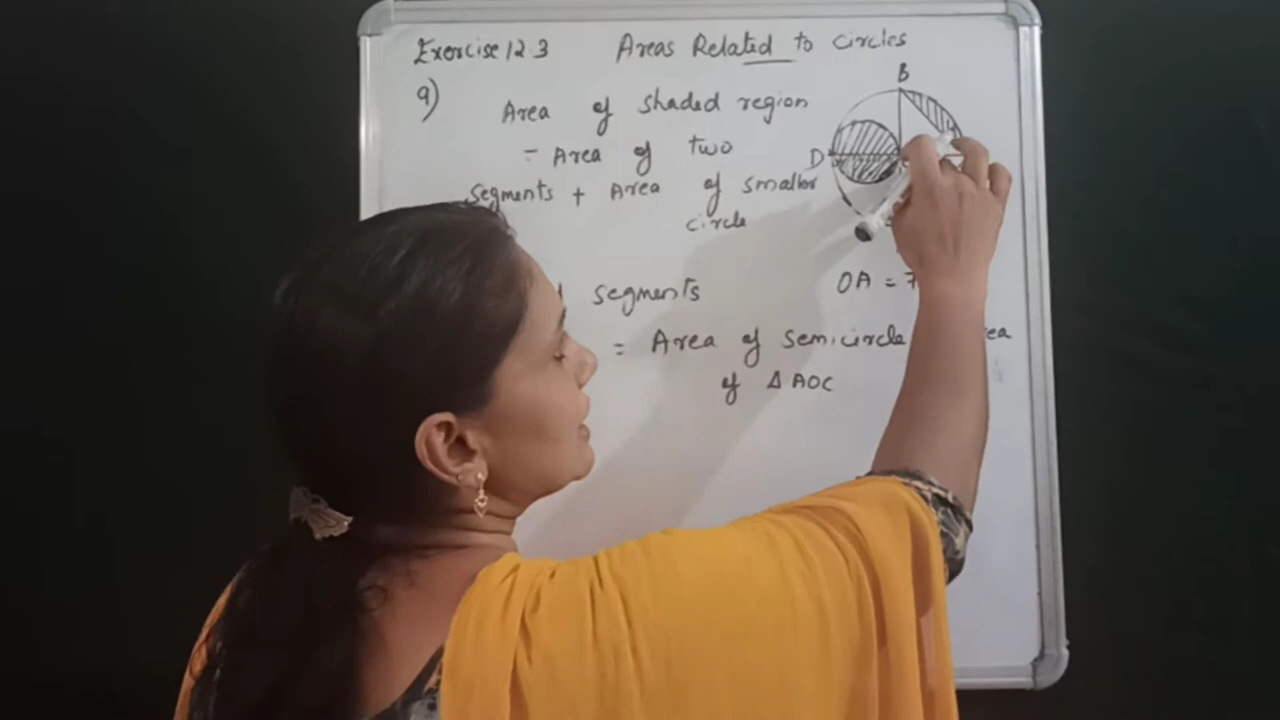 Exercise 12.3 Areas Related to circles
9) Area of shaded region
= Area of two
segments + Area of smaller
circle
B
D
segments
OA = 7
= Area of semicircle
of Δ AOC